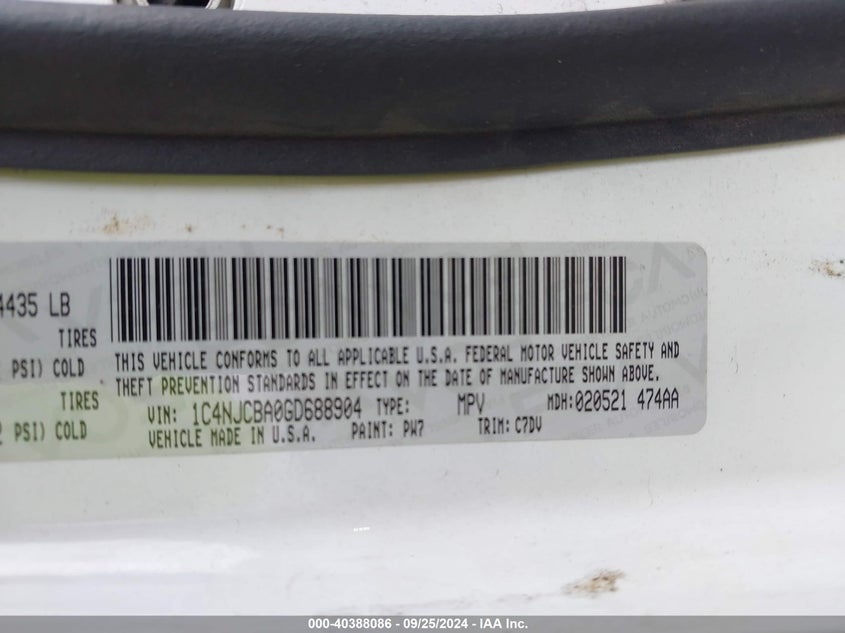 4435 LB
TIRES
PSI) COLD
THIS VEHICLE CONFORMS TO ALL APPLICABLE U.S.A. FEDERAL MOTOR VEHICLE SAFETY AND
THEFT PREVENTION STANDARDS IN EFFECT ON THE DATE OF MANUFACTURE SHOWN ABOVE.
TIRES
VIN: 1C4NJCBA0GD688904 TYPE: MPV MDH:020521 474AA
PSI) COLD
VEHICLE MADE IN U.S.A. PAINT: PW7 TRIM: C7DV
000-40388086 - 09/25/2024 - IAA Inc.